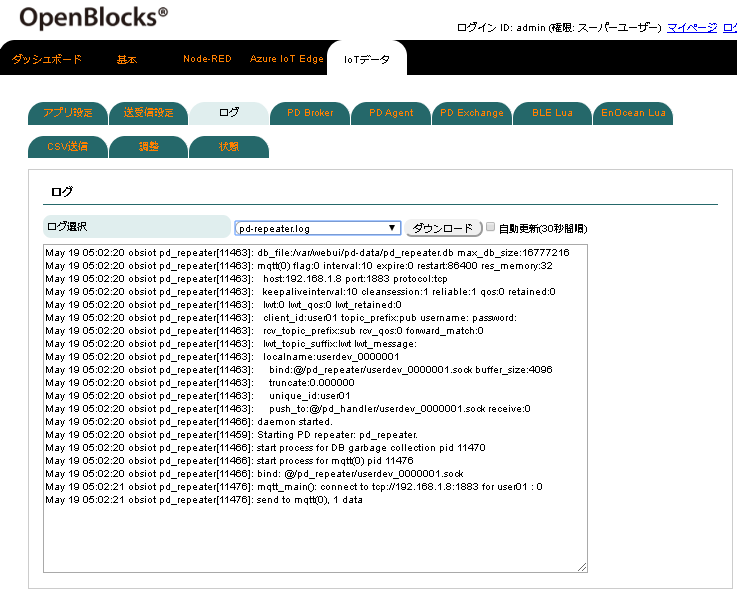 OpenBlocks®
ログイン ID: admin (権限: スーパーユーザー) マイページ
ダッシュボード 基本 Node-RED Azure IoT Edge IoTデータ
アプリ設定 送受信設定 ログ PD Broker PD Agent PD Exchange BLE Lua EnOcean Lua
CSV送信 調整 状態
ログ
ログ選択 pd-repeater.log ダウンロード 自動更新(30秒間隔)
May 19 05:02:20 obsiot pd_repeater[11463]: db_file:/var/webui/pd-data/pd_repeater.db max_db_size:16777216
May 19 05:02:20 obsiot pd_repeater[11463]: mqtt(0) flag:0 interval:10 expire:0 restart:86400 res_memory:32
May 19 05:02:20 obsiot pd_repeater[11463]: host:192.168.1.8 port:1883 protocol:tcp
May 19 05:02:20 obsiot pd_repeater[11463]: keepaliveinterval:10 cleansession:1 reliable:1 qos:0 retained:0
May 19 05:02:20 obsiot pd_repeater[11463]: lwt:0 lwt_qos:0 lwt_retained:0
May 19 05:02:20 obsiot pd_repeater[11463]: client_id:user01 topic_prefix:pub username: password:
May 19 05:02:20 obsiot pd_repeater[11463]: rcv_topic_prefix:sub rcv_qos:0 forward_match:0
May 19 05:02:20 obsiot pd_repeater[11463]: lwt_topic_suffix:lwt lwt_message:
May 19 05:02:20 obsiot pd_repeater[11463]: localname:userdev_0000001
May 19 05:02:20 obsiot pd_repeater[11463]: bind:@/pd_repeater/userdev_0000001.sock buffer_size:4096
May 19 05:02:20 obsiot pd_repeater[11463]: truncate:0.000000
May 19 05:02:20 obsiot pd_repeater[11463]: unique_id:user01
May 19 05:02:20 obsiot pd_repeater[11463]: push_to:@/pd_handler/userdev_0000001.sock receive:0
May 19 05:02:20 obsiot pd_repeater[11466]: daemon started.
May 19 05:02:20 obsiot pd_repeater[11459]: Starting PD repeater: pd_repeater.
May 19 05:02:20 obsiot pd_repeater[11466]: start process for DB garbage collection pid 11470
May 19 05:02:20 obsiot pd_repeater[11466]: start process for mqtt(0) pid 11476
May 19 05:02:20 obsiot pd_repeater[11466]: bind: @/pd_repeater/userdev_0000001.sock
May 19 05:02:21 obsiot pd_repeater[11476]: mqtt_main(): connect to tcp://192.168.1.8:1883 for user01 : 0
May 19 05:02:21 obsiot pd_repeater[11476]: send to mqtt(0), 1 data